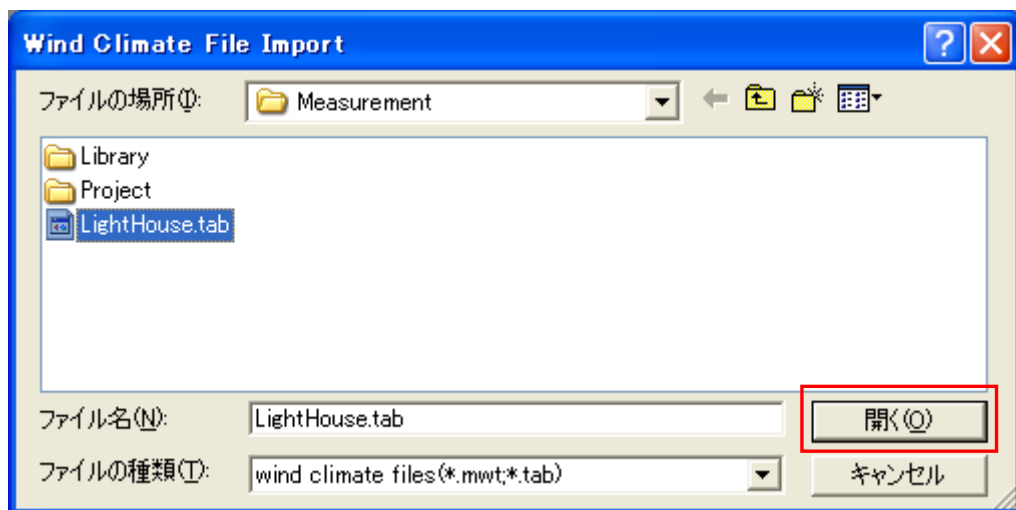 Wind Climate File Import
ファイルの場所(I):
Measurement
Library
Project
LightHouse.tab
ファイル名(N):
LightHouse.tab
開く(O)
ファイルの種類(T):
wind climate files(*.mwt;*.tab)
キャンセル